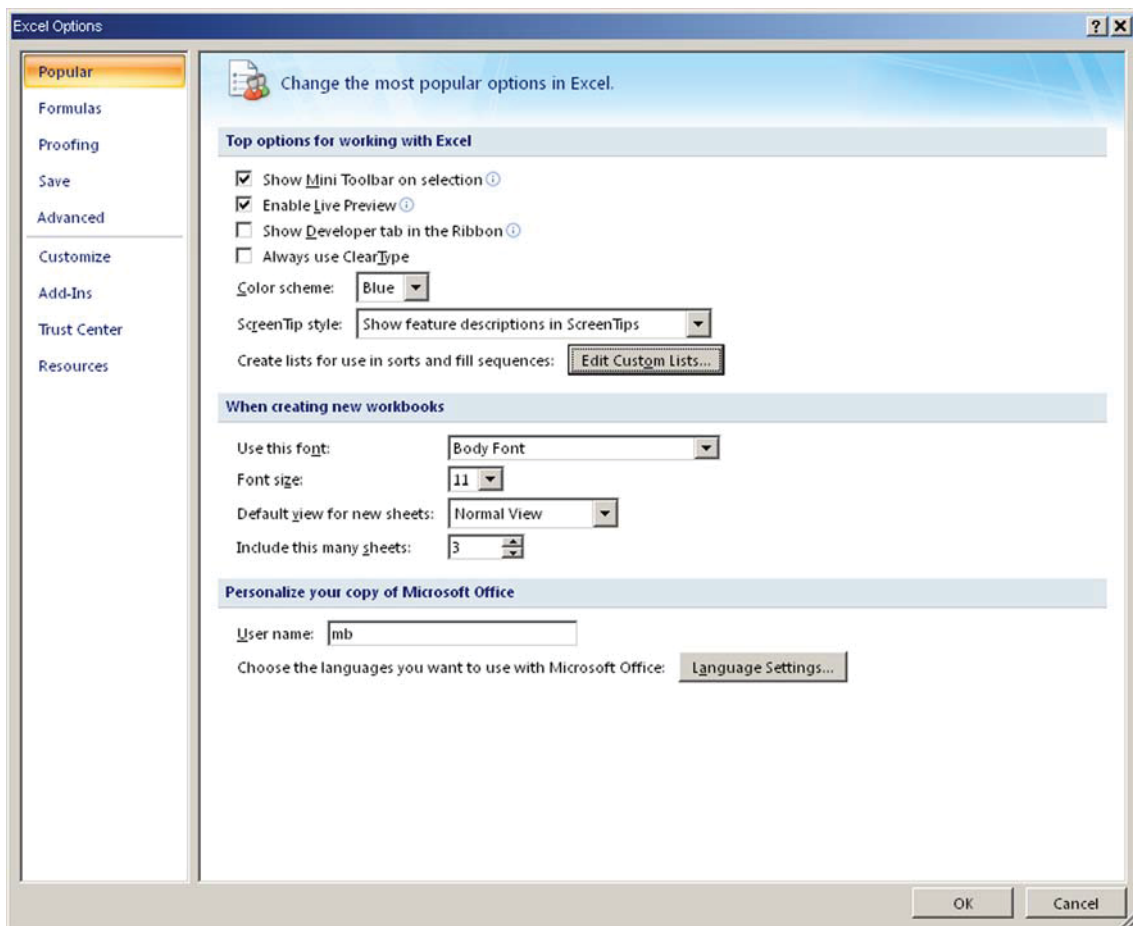 Excel Options
Popular
Formulas
Proofing
Save
Advanced
Customize
Add-Ins
Trust Center
Resources
Change the most popular options in Excel.
Top options for working with Excel
Show Mini Toolbar on selection
Enable Live Preview
Show Developer tab in the Ribbon
Always use ClearType
Color scheme: Blue
ScreenTip style: Show feature descriptions in ScreenTips
Create lists for use in sorts and fill sequences: Edit Custom Lists...
When creating new workbooks
Use this font: Body Font
Font size: 11
Default view for new sheets: Normal View
Include this many sheets: 3
Personalize your copy of Microsoft Office
User name: mb
Choose the languages you want to use with Microsoft Office: Language Settings...
OK Cancel